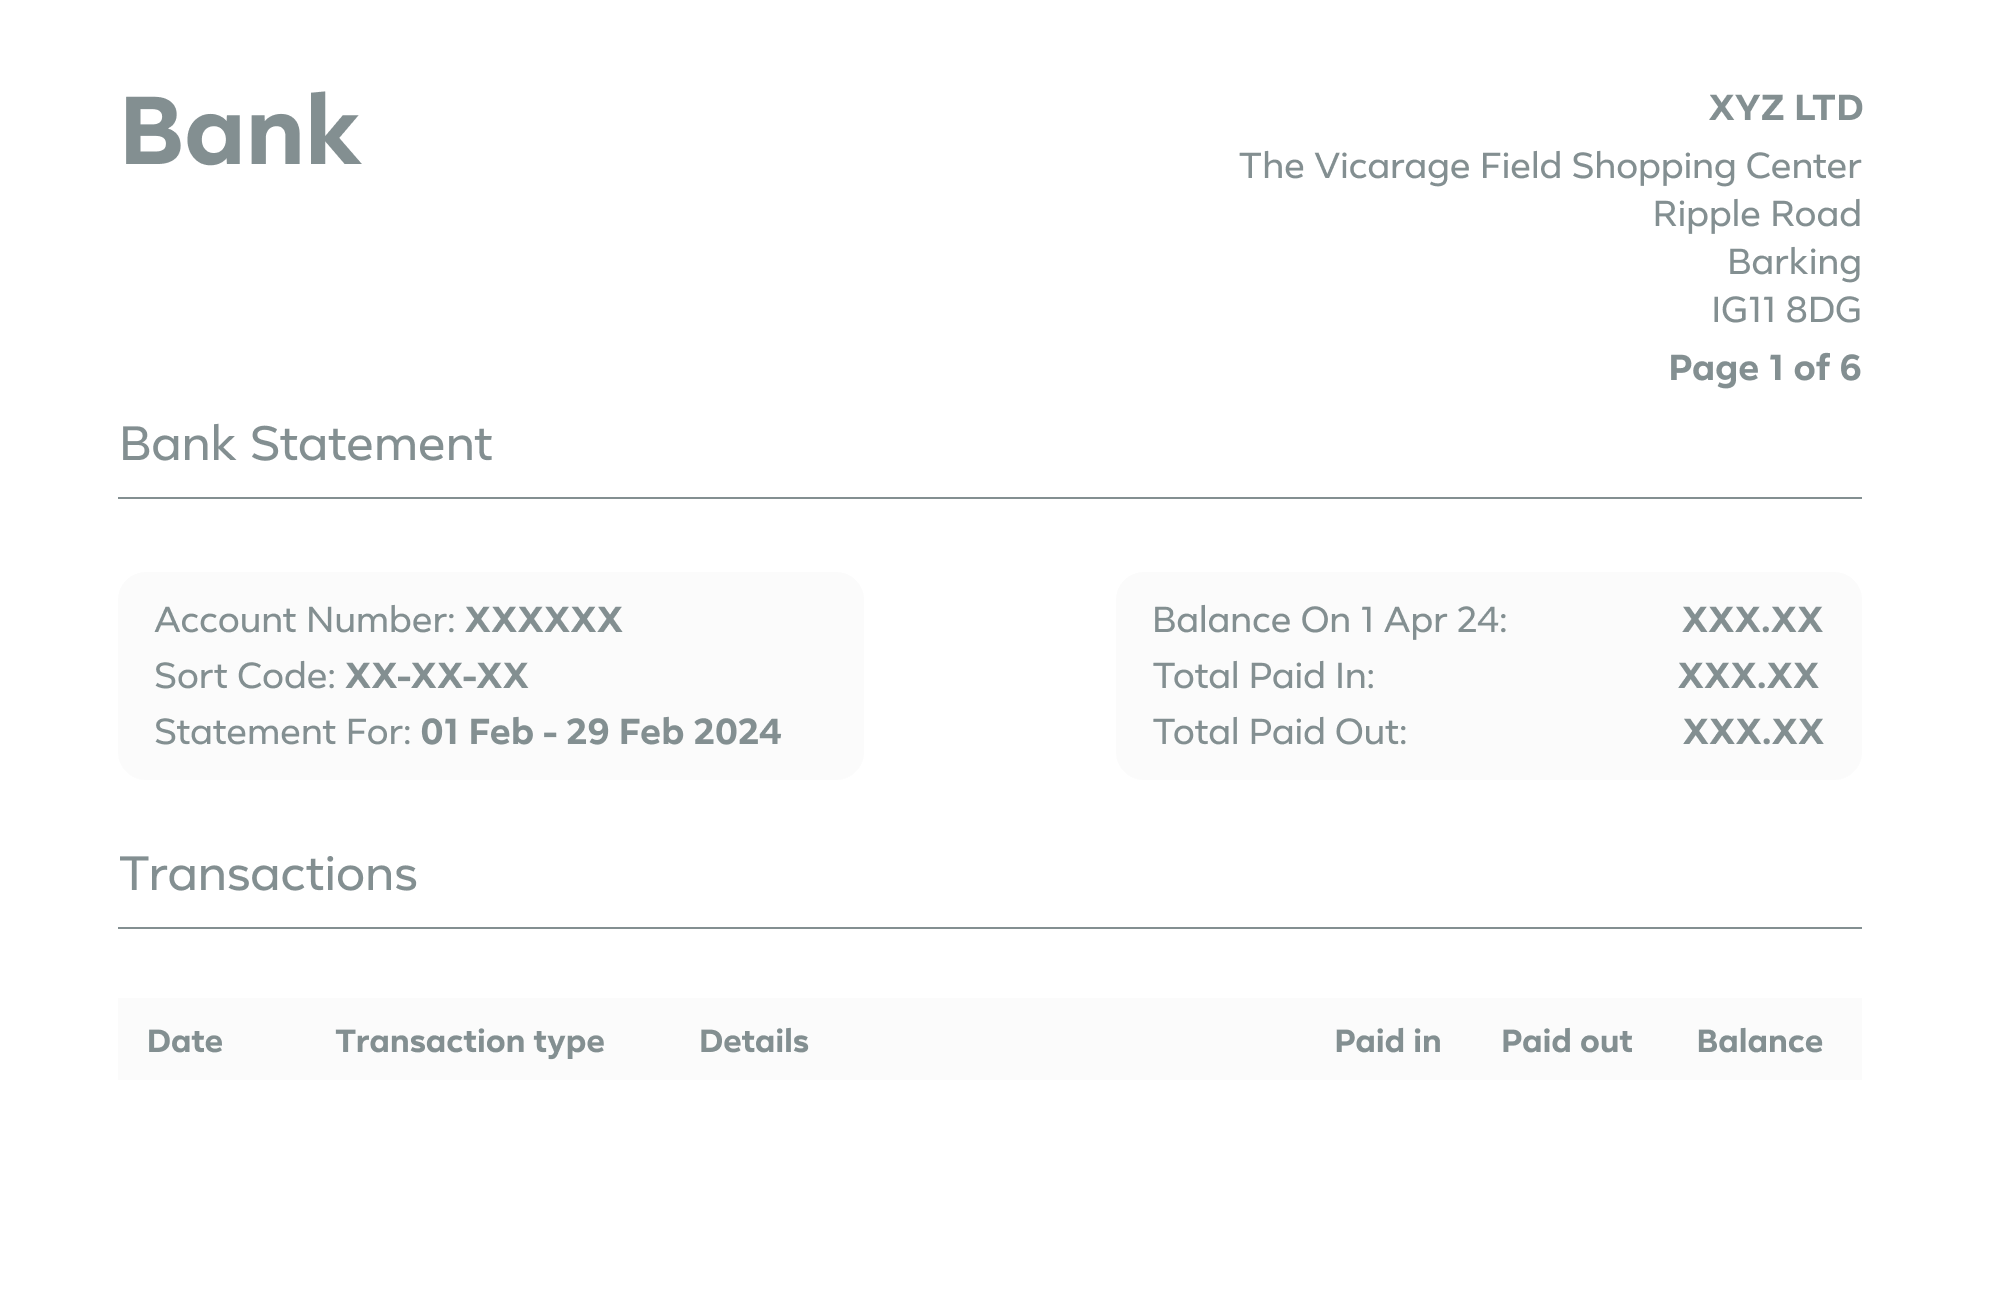 Bank
XYZ LTD
The Vicarage Field Shopping Center
Ripple Road
Barking
IG11 8DG
Page 1 of 6
Bank Statement
Account Number: XXXXXX
Sort Code: XX-XX-XX
Statement For: 01 Feb - 29 Feb 2024
Balance On 1 Apr 24: XXX.XX
Total Paid In: XXX.XX
Total Paid Out: XXX.XX
Transactions
Date Transaction type Details Paid in Paid out Balance